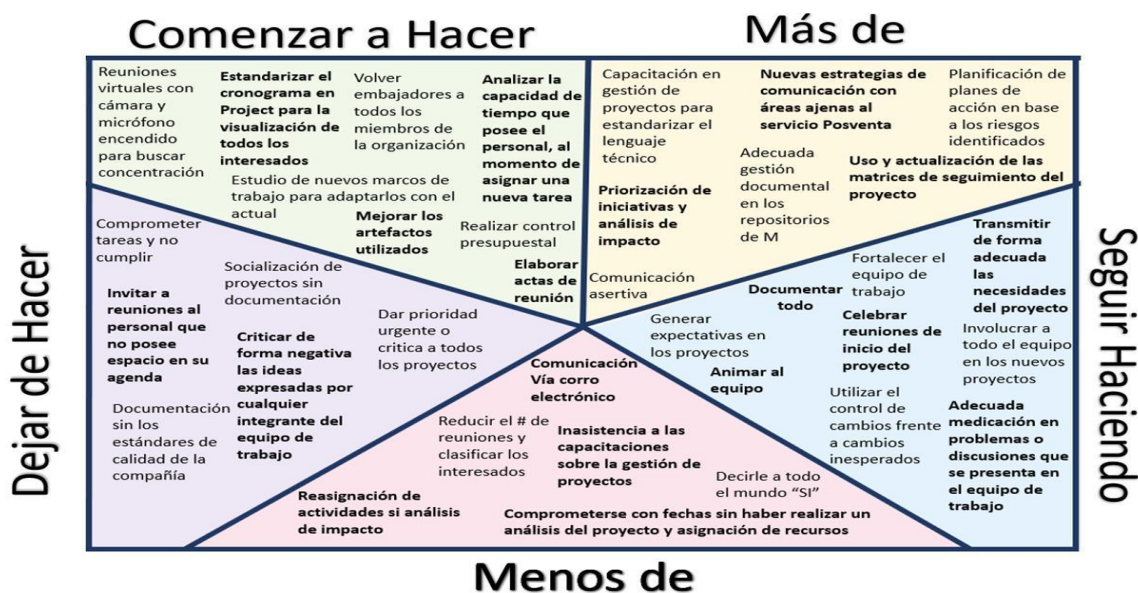 Comenzar a Hacer
Reuniones
virtuales con
cámara y
micrófono
encendido
para buscar
concentración
Estandarizar el
cronograma en
Project para la
visualización de
todos los
interesados
Volver
embajadores a
todos los
miembros de
la organización
Analizar la
capacidad de
tiempo que
posee el
personal, al
momento de
asignar una
nueva tarea
Estudio de nuevos marcos de
trabajo para adaptarlos con el
actual
Mejorar los
artefactos
utilizados
Realizar control
presupuestal
Elaborar
actas de
reunión
Más de
Capacitación en
gestión de
proyectos para
estandarizar el
lenguaje
técnico
Nuevas estrategias de
comunicación con
áreas ajenas al
servicio Posventa
Planificación de
planes de
acción en base
a los riesgos
identificados
Priorización de
iniciativas y
análisis de
impacto
Adecuada
gestión
documental
en los
repositorios
de M
Uso y actualización de las
matrices de seguimiento del
proyecto
Comunicación
asertiva
Dejar de Hacer
Comprometer
tareas y no
cumplir
Invitar a
reuniones al
personal que
no posee
espacio en su
agenda
Socialización de
proyectos sin
documentación
Criticar de
forma negativa
las ideas
expresadas por
cualquier
integrante del
equipo de
trabajo
Dar prioridad
urgente o
critica a todos
los proyectos
Documentación
sin los
estándares de
calidad de la
compañía
Seguir Haciendo
Transmitir
de forma
adecuada
las
necesidades
del proyecto
Fortalecer el
equipo de
trabajo
Documentar
todo
Generar
expectativas en
los proyectos
Celebrar
reuniones de
inicio del
proyecto
Involucrar a
todo el equipo
en los nuevos
proyectos
Animar al
equipo
Utilizar el
control de
cambios frente
a cambios
inesperados
Adecuada
medicación en
problemas o
discusiones que
se presenta en
el equipo de
trabajo
Comunicación
Vía corro
electrónico
Reducir el # de
reuniones y
clasificar los
interesados
Inasistencia a las
capacitaciones
sobre la gestión de
proyectos
Decirle a todo
el mundo "SI"
Reasignación de
actividades si análisis
de impacto
Comprometerse con fechas sin haber realizar un
análisis del proyecto y asignación de recursos
Menos de